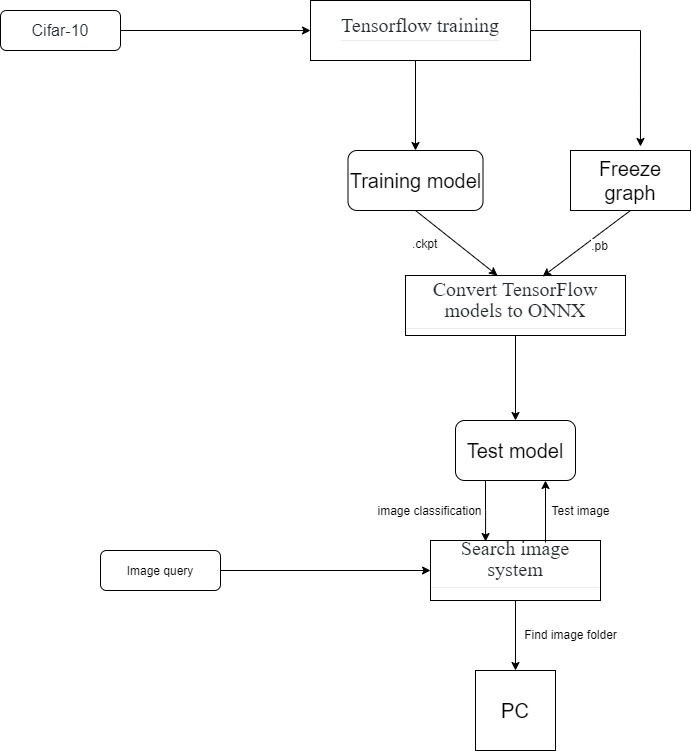 Cifar-10
Tensorflow training
Training model
Freeze
graph
.ckpt
.pb
Convert TensorFlow
models to ONNX
Test model
image classification
Test image
Search image
system
Image query
Find image folder
PC